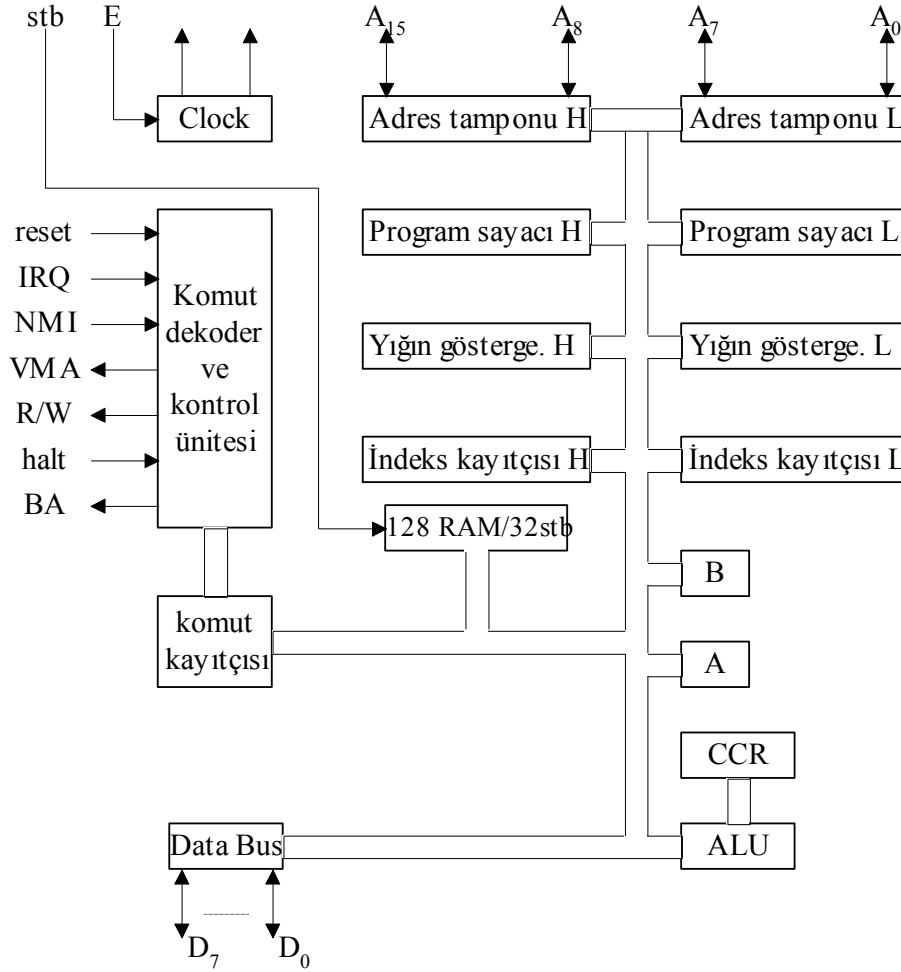 stb E A15 A8 A7 A0
Clock Adres tamponu H Adres tamponu L
reset Program sayacı H Program sayacı L
IRQ
Komut
NMI dekoder
ve
kontrol
ünitesi
Yığın gösterge. H Yığın gösterge. L
VMA
R/W
halt İndeks kayıtçısı H İndeks kayıtçısı L
BA
128 RAM/32stb
B
komut
kayıtçısı
A
CCR
Data Bus ALU
D7 D0